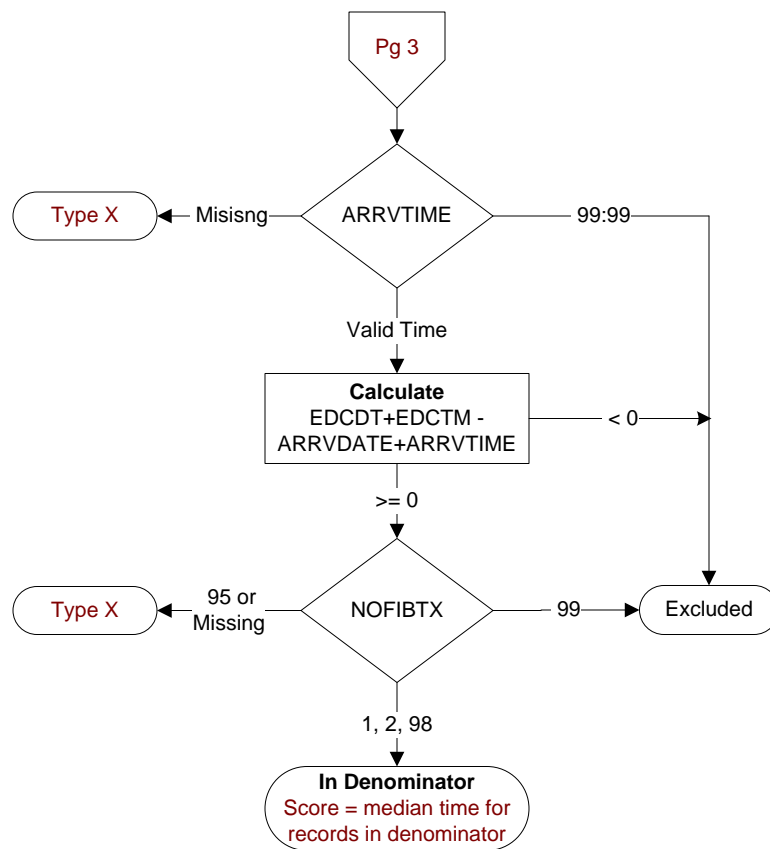 Pg 3
ARRVTIME
Type X
Misisng
99:99
Valid Time
Calculate
EDCDT+EDCTM -
ARRVDATE+ARRVTIME
< 0
>= 0
NOFIBTX
Type X
95 or
Missing
99
Excluded
1, 2, 98
In Denominator
Score = median time for
records in denominator